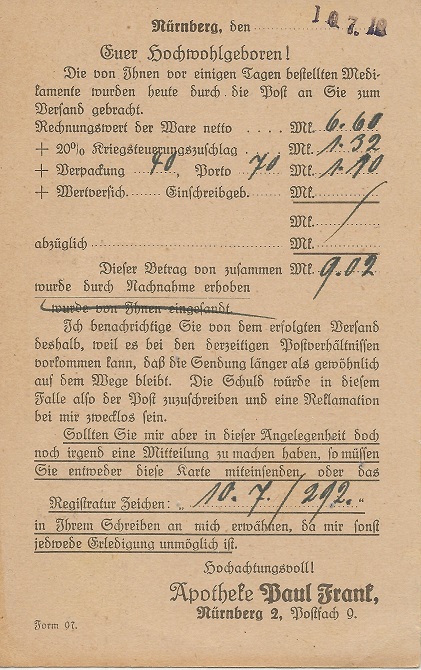 Nürnberg, den 10. 7. 18
Euer Hochwohlgeboren!
Die von Ihnen vor einigen Tagen bestellten Medi-
kamente wurden heute durch die Post an Sie zum
Versand gebracht.
Rechnungswert der Ware netto .... Mk. 6.60
+ 20% Kriegsteuerungszuschlag .... Mk. 1.32
+ Verpackung 40, Porto 70 Mk. 1.10
+ Wertversich. Einschreibgeb. Mk. /
Mk. /
abzüglich Mk.
Dieser Betrag von zusammen Mk. 9.02
wurde durch Nachnahme erhoben
wurde von Ihnen eingesandt.
Ich benachrichtige Sie von dem erfolgten Versand
deshalb, weil es bei den derzeitigen Postverhältnissen
vorkommen kann, daß die Sendung länger als gewöhnlich
auf dem Wege bleibt. Die Schuld würde in diesem
Falle also der Post zuzuschreiben und eine Reklamation
bei mir zwecklos sein.
Sollten Sie mir aber in dieser Angelegenheit doch
noch irgend eine Mitteilung zu machen haben, so müssen
Sie entweder diese Karte miteinsenden oder das
Registratur Zeichen: „10.7./292.“
in Ihrem Schreiben an mich erwähnen, da mir sonst
jedwede Erledigung unmöglich ist.
Hochachtungsvoll!
Apotheke Paul Frank,
Nürnberg 2, Postfach 9.
Form 97.